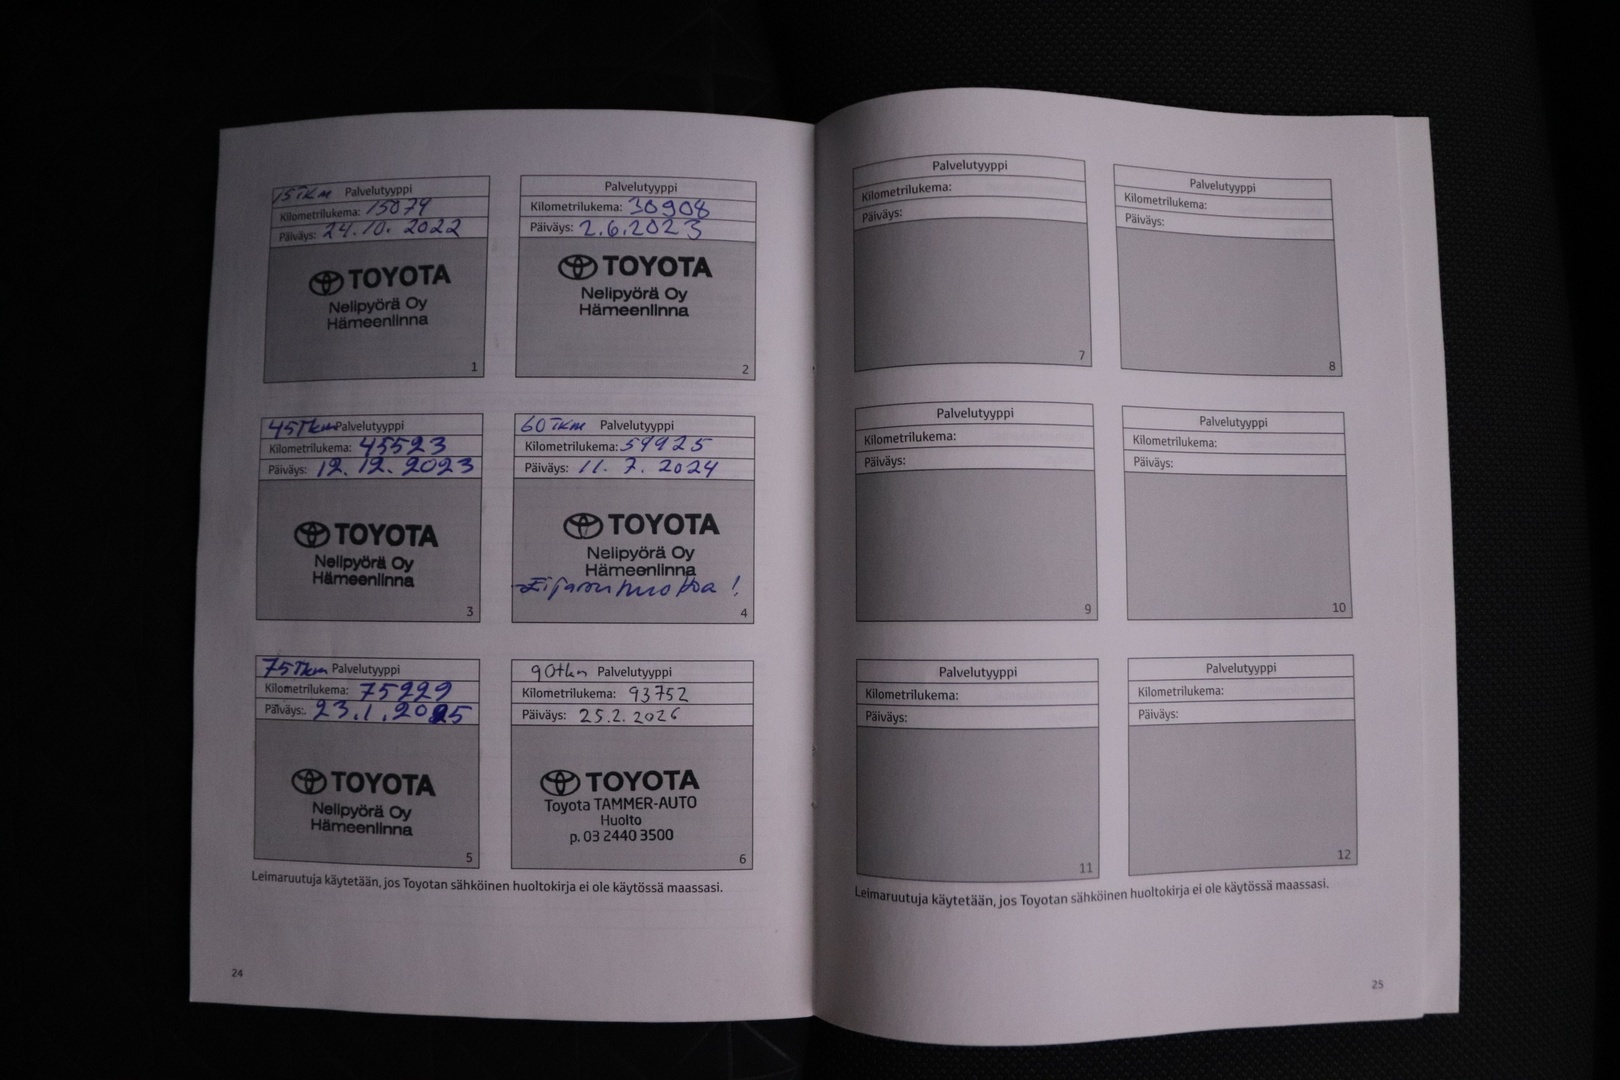 15 Tkm Palvelutyyppi
Kilometrilukema: 15079
Päiväys: 24.10. 2022
TOYOTA
Nelipyörä Oy
Hämeenlinna
1
Palvelutyyppi
Kilometrilukema: 30908
Päiväys: 2.6.2023
TOYOTA
Nelipyörä Oy
Hämeenlinna
2
45Tkm Palvelutyyppi
Kilometrilukema: 45523
Päiväys: 12.12.2023
TOYOTA
Nelipyörä Oy
Hämeenlinna
3
60 Tkm Palvelutyyppi
Kilometrilukema: 59925
Päiväys: 11. 7. 2024
TOYOTA
Nelipyörä Oy
Hämeenlinna
Ei jarruhuoltoa !
4
75Tkm Palvelutyyppi
Kilometrilukema: 75229
Päiväys: 23.1.2025
TOYOTA
Nelipyörä Oy
Hämeenlinna
5
90tkm Palvelutyyppi
Kilometrilukema: 93752
Päiväys: 25.2.2026
TOYOTA
Toyota TAMMER-AUTO
Huolto
p. 03 2440 3500
6
Leimaruutuja käytetään, jos Toyotan sähköinen huoltokirja ei ole käytössä maassasi.
24
Palvelutyyppi
Kilometrilukema:
Päiväys:
7
Palvelutyyppi
Kilometrilukema:
Päiväys:
8
Palvelutyyppi
Kilometrilukema:
Päiväys:
9
Palvelutyyppi
Kilometrilukema:
Päiväys:
10
Palvelutyyppi
Kilometrilukema:
Päiväys:
11
Palvelutyyppi
Kilometrilukema:
Päiväys:
12
Leimaruutuja käytetään, jos Toyotan sähköinen huoltokirja ei ole käytössä maassasi.
25